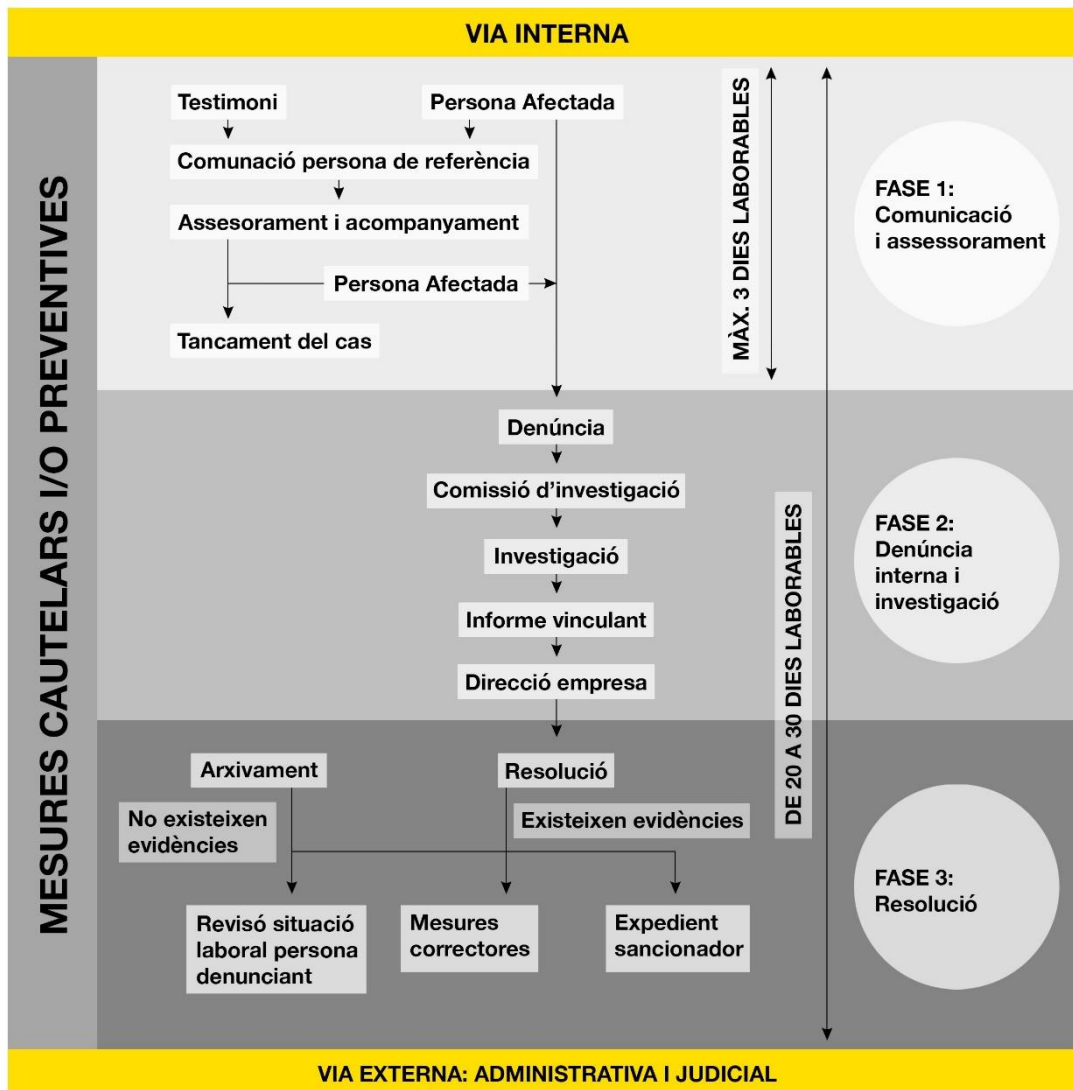 VIA INTERNA
MESURES CAUTELARS I/O PREVENTIVES
Testimoni
Persona Afectada
Comunació persona de referència
Assesorament i acompanyament
Persona Afectada
Tancament del cas
MÀX. 3 DIES LABORABLES
FASE 1:
Comunicació
i assessorament
Denúncia
Comissió d'investigació
Investigació
Informe vinculant
Direcció empresa
DE 20 A 30 DIES LABORABLES
FASE 2:
Denúncia
interna i
investigació
Arxivament
Resolució
No existeixen
evidències
Existeixen evidències
Revisó situació
laboral persona
denunciant
Mesures
correctores
Expedient
sancionador
FASE 3:
Resolució
VIA EXTERNA: ADMINISTRATIVA I JUDICIAL